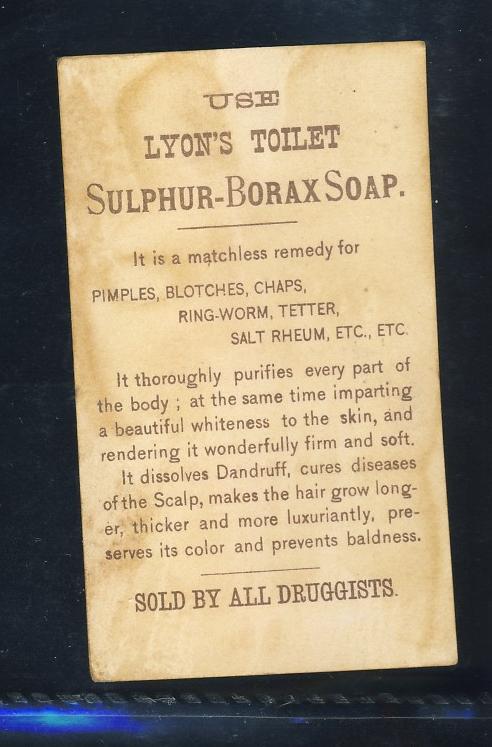 USE
LYON'S TOILET
SULPHUR-BORAX SOAP.
It is a matchless remedy for
PIMPLES, BLOTCHES, CHAPS,
RING-WORM, TETTER,
SALT RHEUM, ETC., ETC.
It thoroughly purifies every part of
the body ; at the same time imparting
a beautiful whiteness to the skin, and
rendering it wonderfully firm and soft.
It dissolves Dandruff, cures diseases
of the Scalp, makes the hair grow long-
er, thicker and more luxuriantly, pre-
serves its color and prevents baldness.
SOLD BY ALL DRUGGISTS.